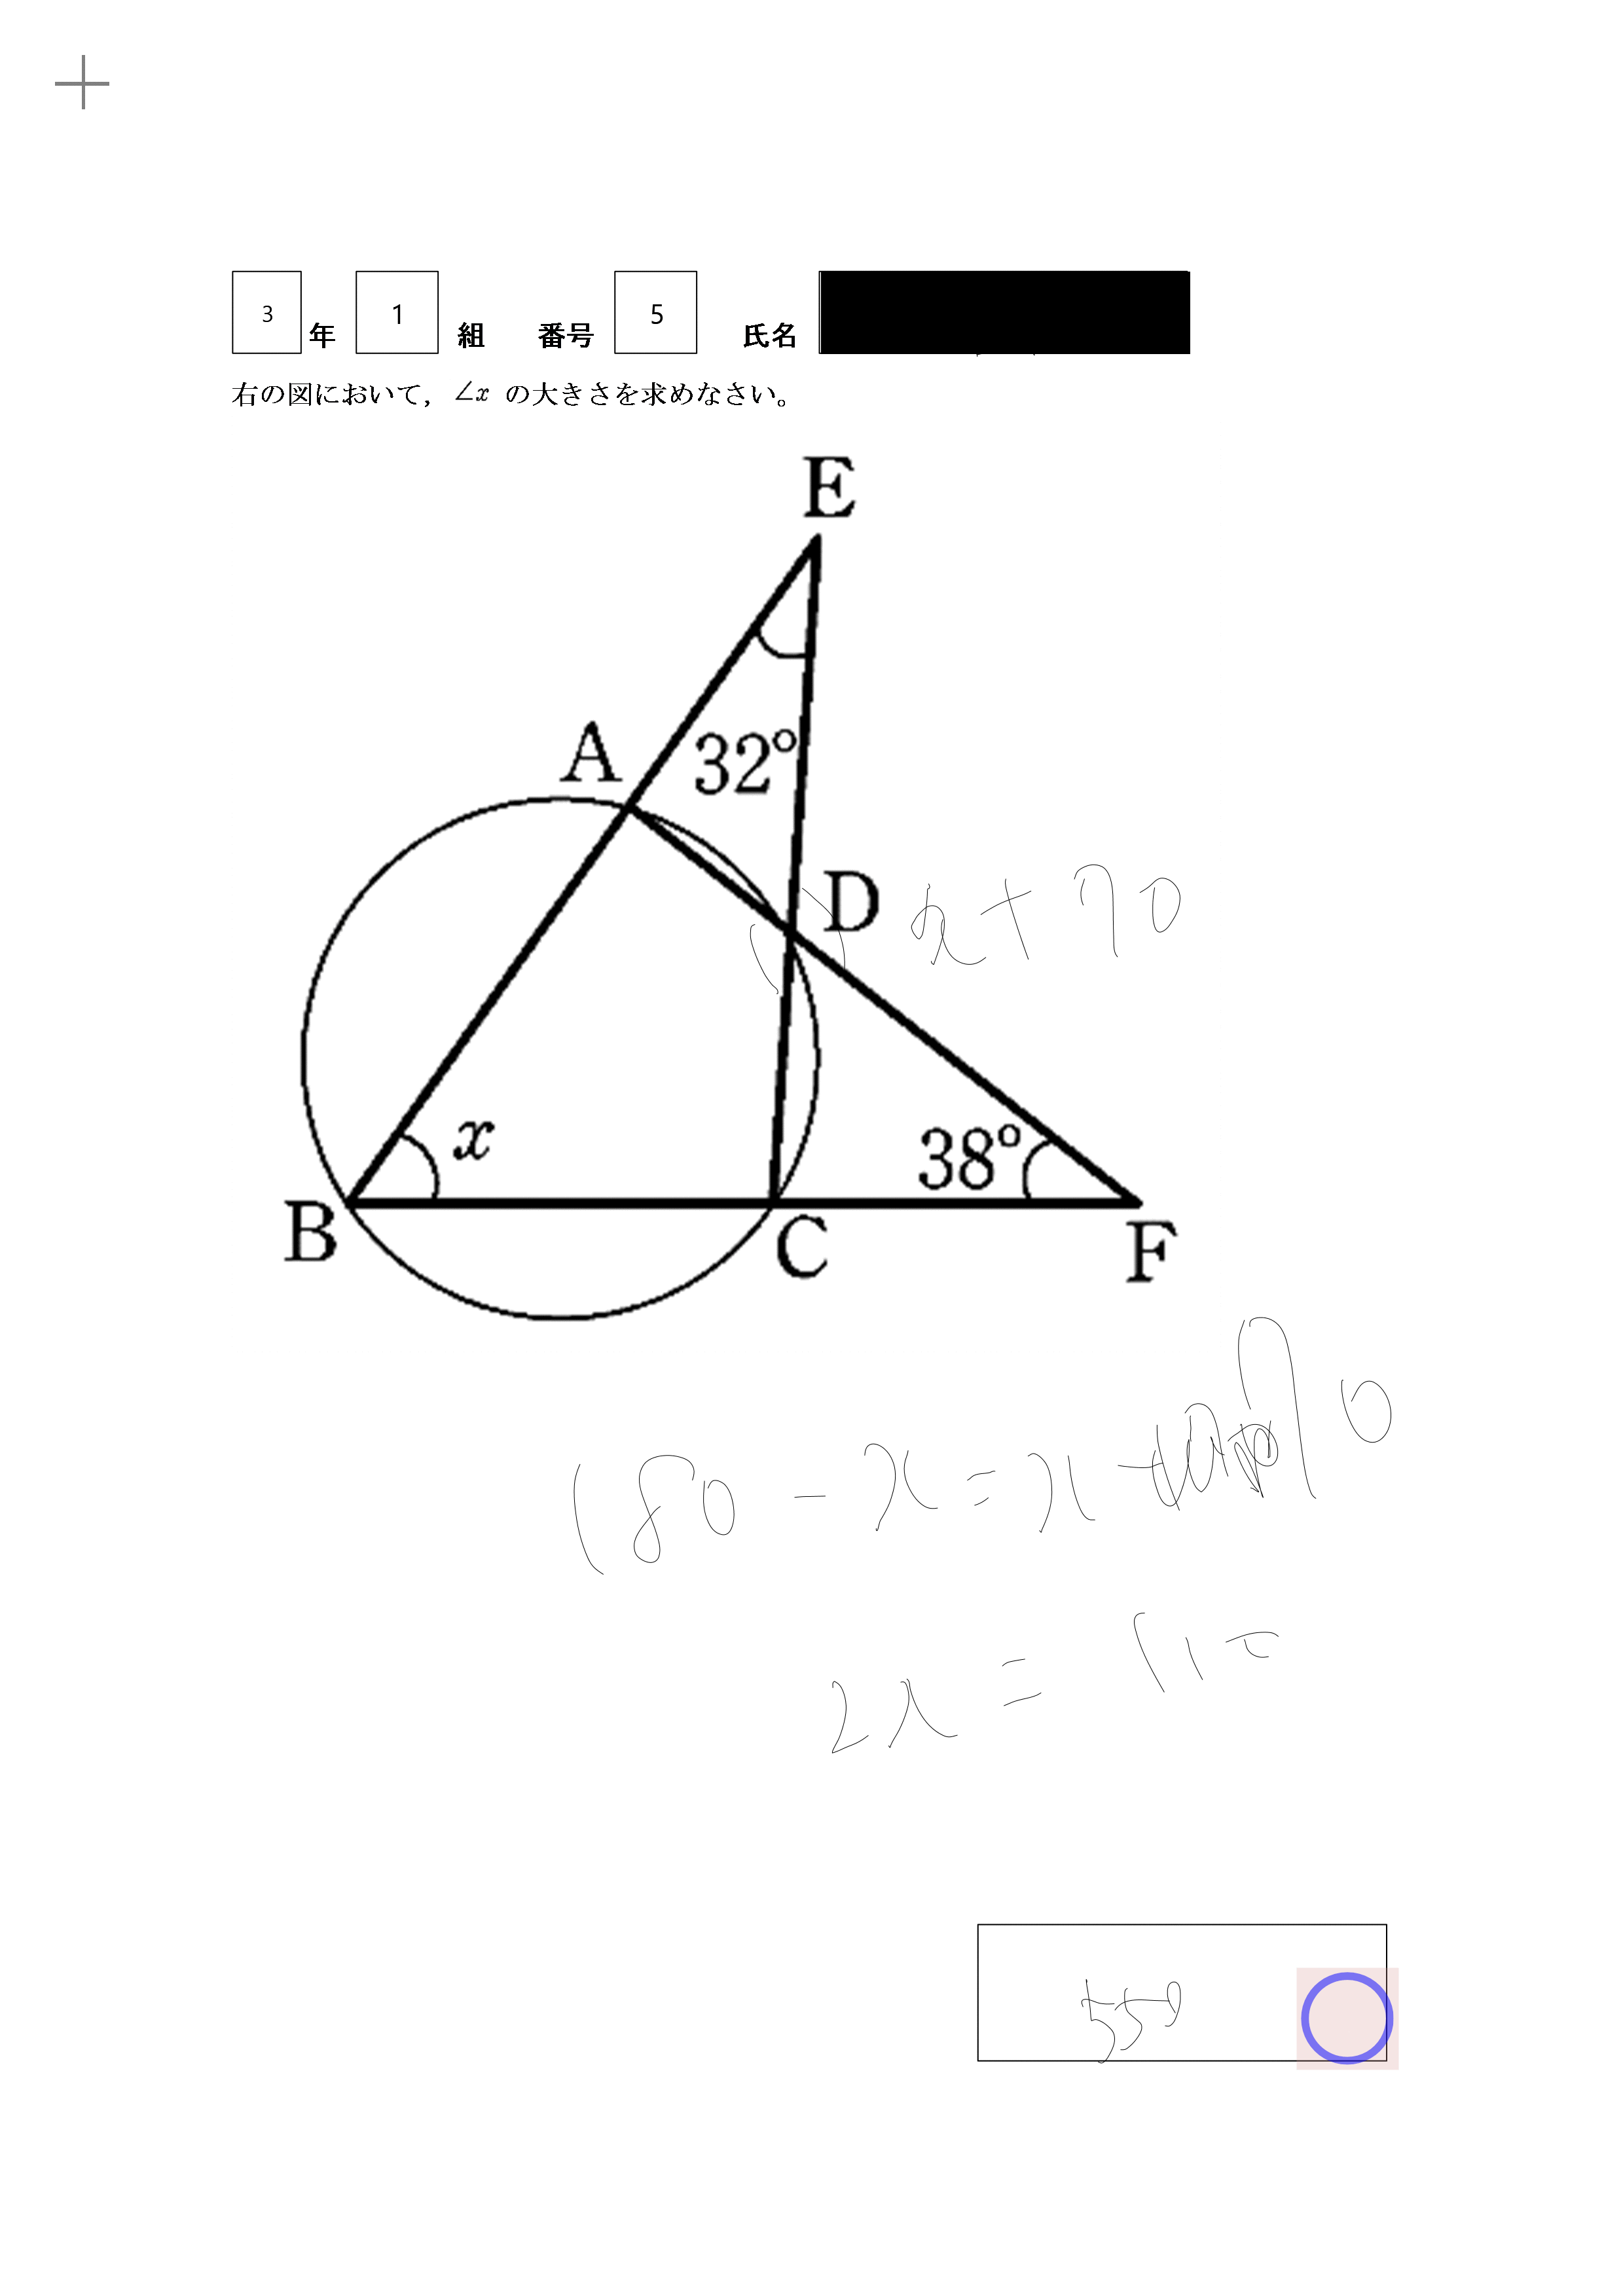 3 年 1 組 番号 5 氏名
右の図において，∠x の大きさを求めなさい。
E
A
32°
D x+70
x
38°
B
C
F
180-x=x+70
2x=110
55°